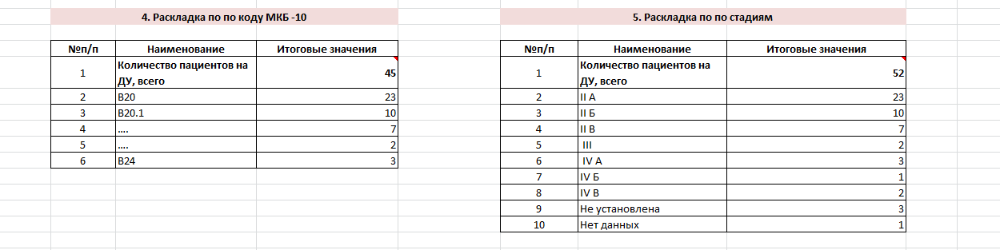 4. Раскладка по по коду МКБ -10
№п/п Наименование Итоговые значения
1 Количество пациентов на ДУ, всего 45
2 B20 23
3 B20.1 10
4 .... 7
5 .... 2
6 B24 3
5. Раскладка по по стадиям
№п/п Наименование Итоговые значения
1 Количество пациентов на ДУ, всего 52
2 II А 23
3 II Б 10
4 II В 7
5 III 2
6 IV А 3
7 IV Б 1
8 IV В 2
9 Не установлена 3
10 Нет данных 1